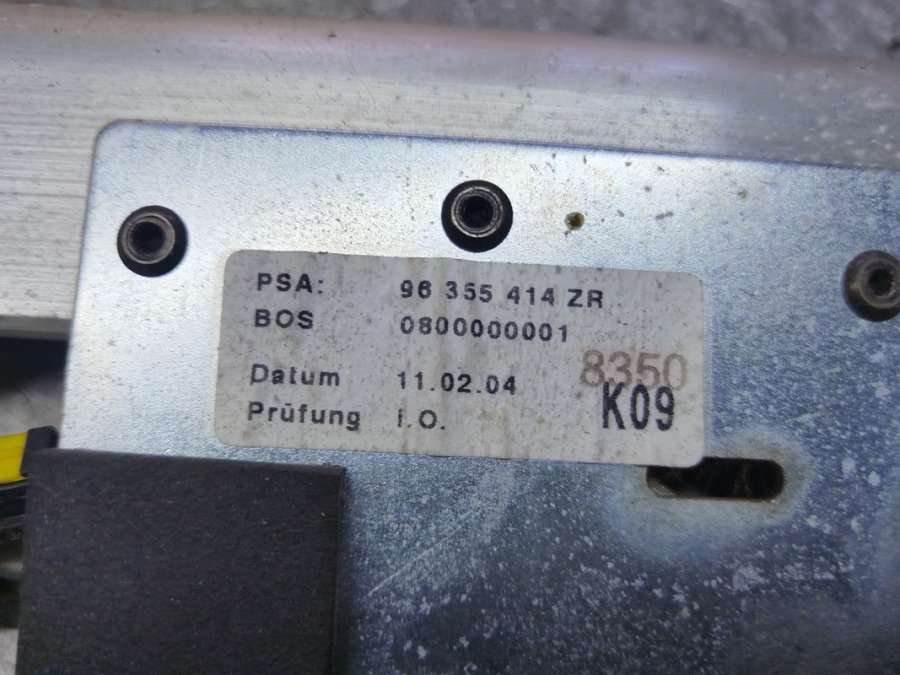 PSA: 96 355 414 ZR
BOS 0800000001
8350
Datum 11.02.04 K09
Prüfung i.O.